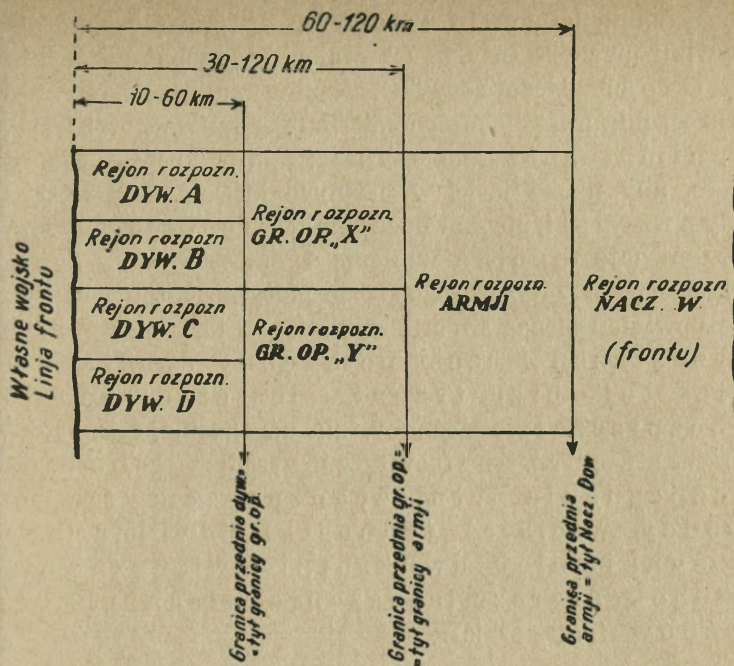 60-120 km
30-120 km
10-60 km
Własne wojsko
Linja frontu
Rejon rozpozn.
DYW. A
Rejon rozpozn
DYW. B
Rejon rozpozn
DYW. C
Rejon rozpozn.
DYW. D
Rejon rozpozn.
GR. OP. „X”
Rejon rozpozn.
GR. OP. „Y”
Rejon rozpozn.
ARMJI
Rejon rozpozn
NACZ. W.
(frontu)
Granica przednia dyw.=
=tył granicy gr. op.
Granica przednia gr. op.=
=tył granicy armji
Granica przednia
armji = tył Nacz. Dow